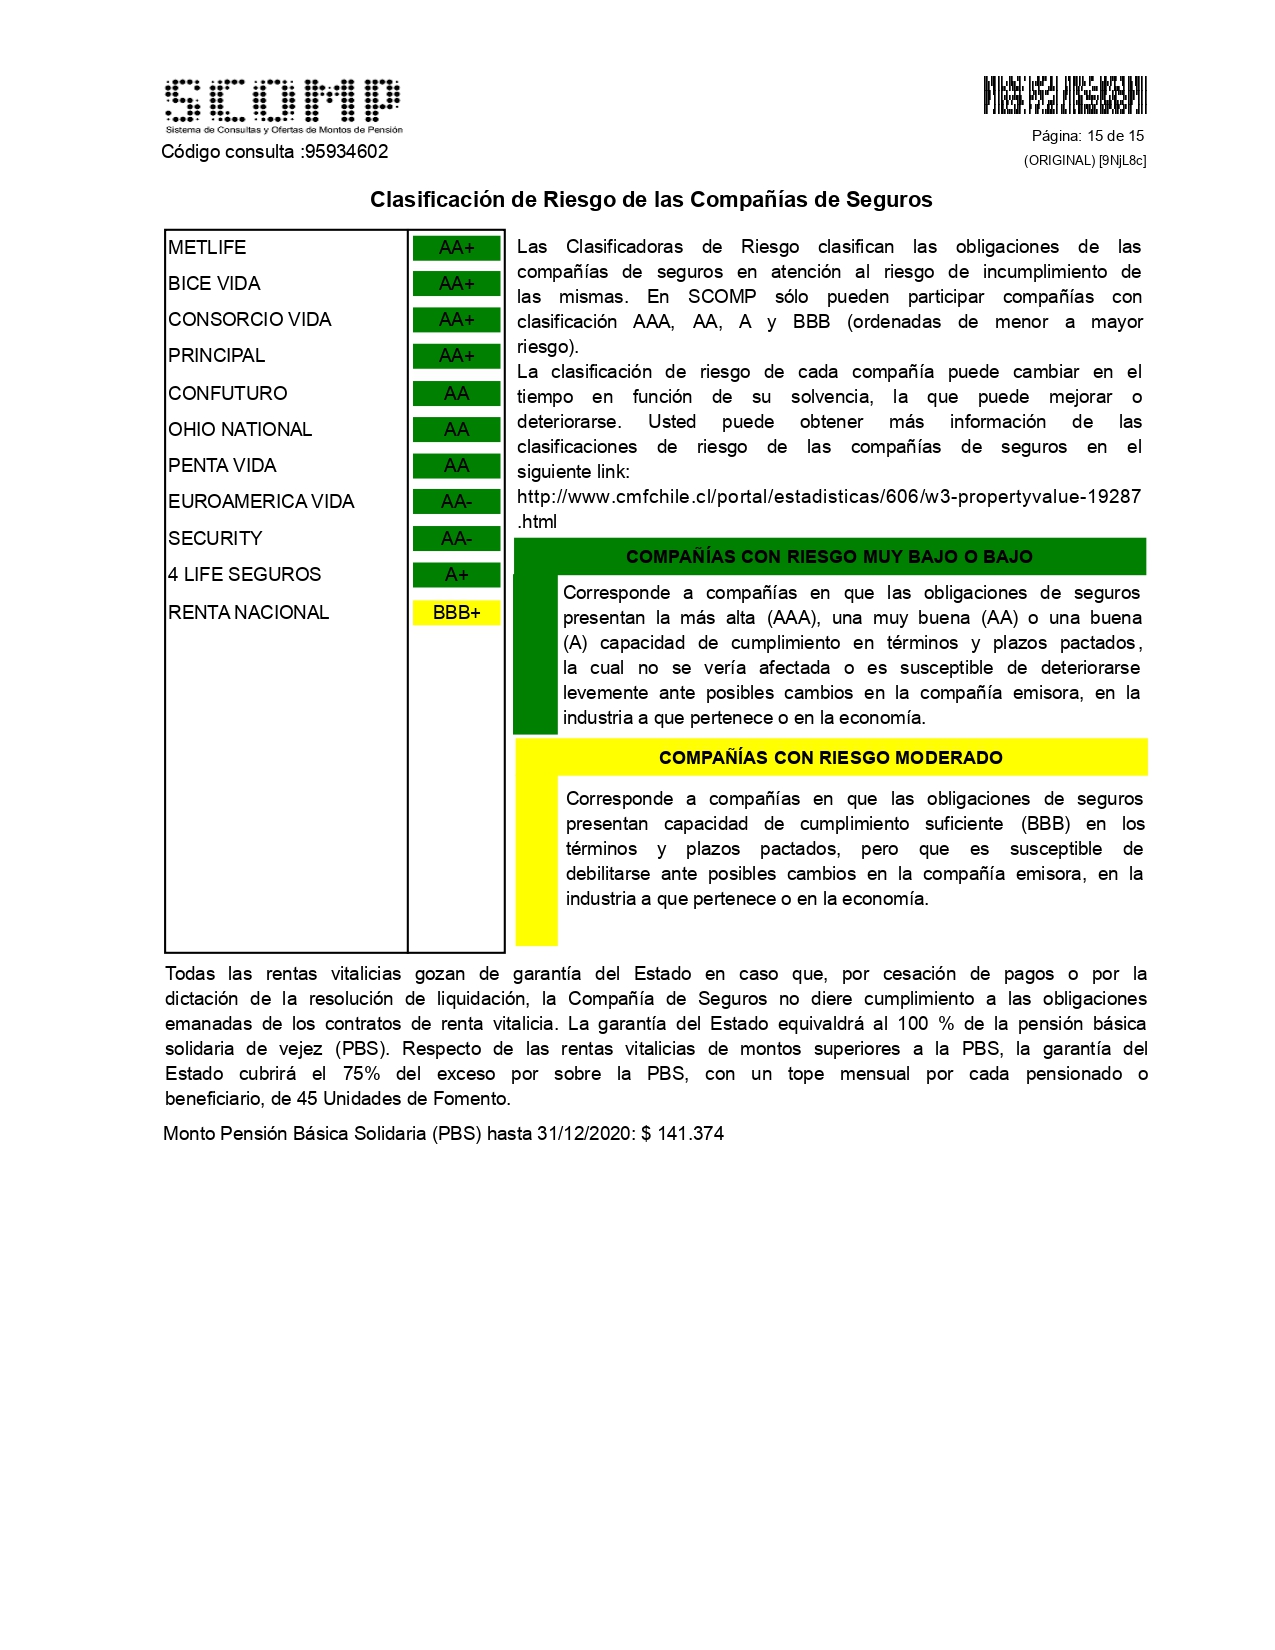 SCOMP
Sistema de Consultas y Ofertas de Montos de Pensión
Código consulta :95934602
Página: 15 de 15
(ORIGINAL) [9NjL8c]
Clasificación de Riesgo de las Compañías de Seguros
METLIFE AA+
BICE VIDA AA+
CONSORCIO VIDA AA+
PRINCIPAL AA+
CONFUTURO AA
OHIO NATIONAL AA
PENTA VIDA AA
EUROAMERICA VIDA AA-
SECURITY AA-
4 LIFE SEGUROS A+
RENTA NACIONAL BBB+
Las Clasificadoras de Riesgo clasifican las obligaciones de las
compañías de seguros en atención al riesgo de incumplimiento de
las mismas. En SCOMP sólo pueden participar compañías con
clasificación AAA, AA, A y BBB (ordenadas de menor a mayor
riesgo).
La clasificación de riesgo de cada compañía puede cambiar en el
tiempo en función de su solvencia, la que puede mejorar o
deteriorarse. Usted puede obtener más información de las
clasificaciones de riesgo de las compañías de seguros en el
siguiente link:
http://www.cmfchile.cl/portal/estadisticas/606/w3-propertyvalue-19287
.html
COMPAÑÍAS CON RIESGO MUY BAJO O BAJO
Corresponde a compañías en que las obligaciones de seguros
presentan la más alta (AAA), una muy buena (AA) o una buena
(A) capacidad de cumplimiento en términos y plazos pactados,
la cual no se vería afectada o es susceptible de deteriorarse
levemente ante posibles cambios en la compañía emisora, en la
industria a que pertenece o en la economía.
COMPAÑÍAS CON RIESGO MODERADO
Corresponde a compañías en que las obligaciones de seguros
presentan capacidad de cumplimiento suficiente (BBB) en los
términos y plazos pactados, pero que es susceptible de
debilitarse ante posibles cambios en la compañía emisora, en la
industria a que pertenece o en la economía.
Todas las rentas vitalicias gozan de garantía del Estado en caso que, por cesación de pagos o por la
dictación de la resolución de liquidación, la Compañía de Seguros no diere cumplimiento a las obligaciones
emanadas de los contratos de renta vitalicia. La garantía del Estado equivaldrá al 100 % de la pensión básica
solidaria de vejez (PBS). Respecto de las rentas vitalicias de montos superiores a la PBS, la garantía del
Estado cubrirá el 75% del exceso por sobre la PBS, con un tope mensual por cada pensionado o
beneficiario, de 45 Unidades de Fomento.
Monto Pensión Básica Solidaria (PBS) hasta 31/12/2020: $ 141.374